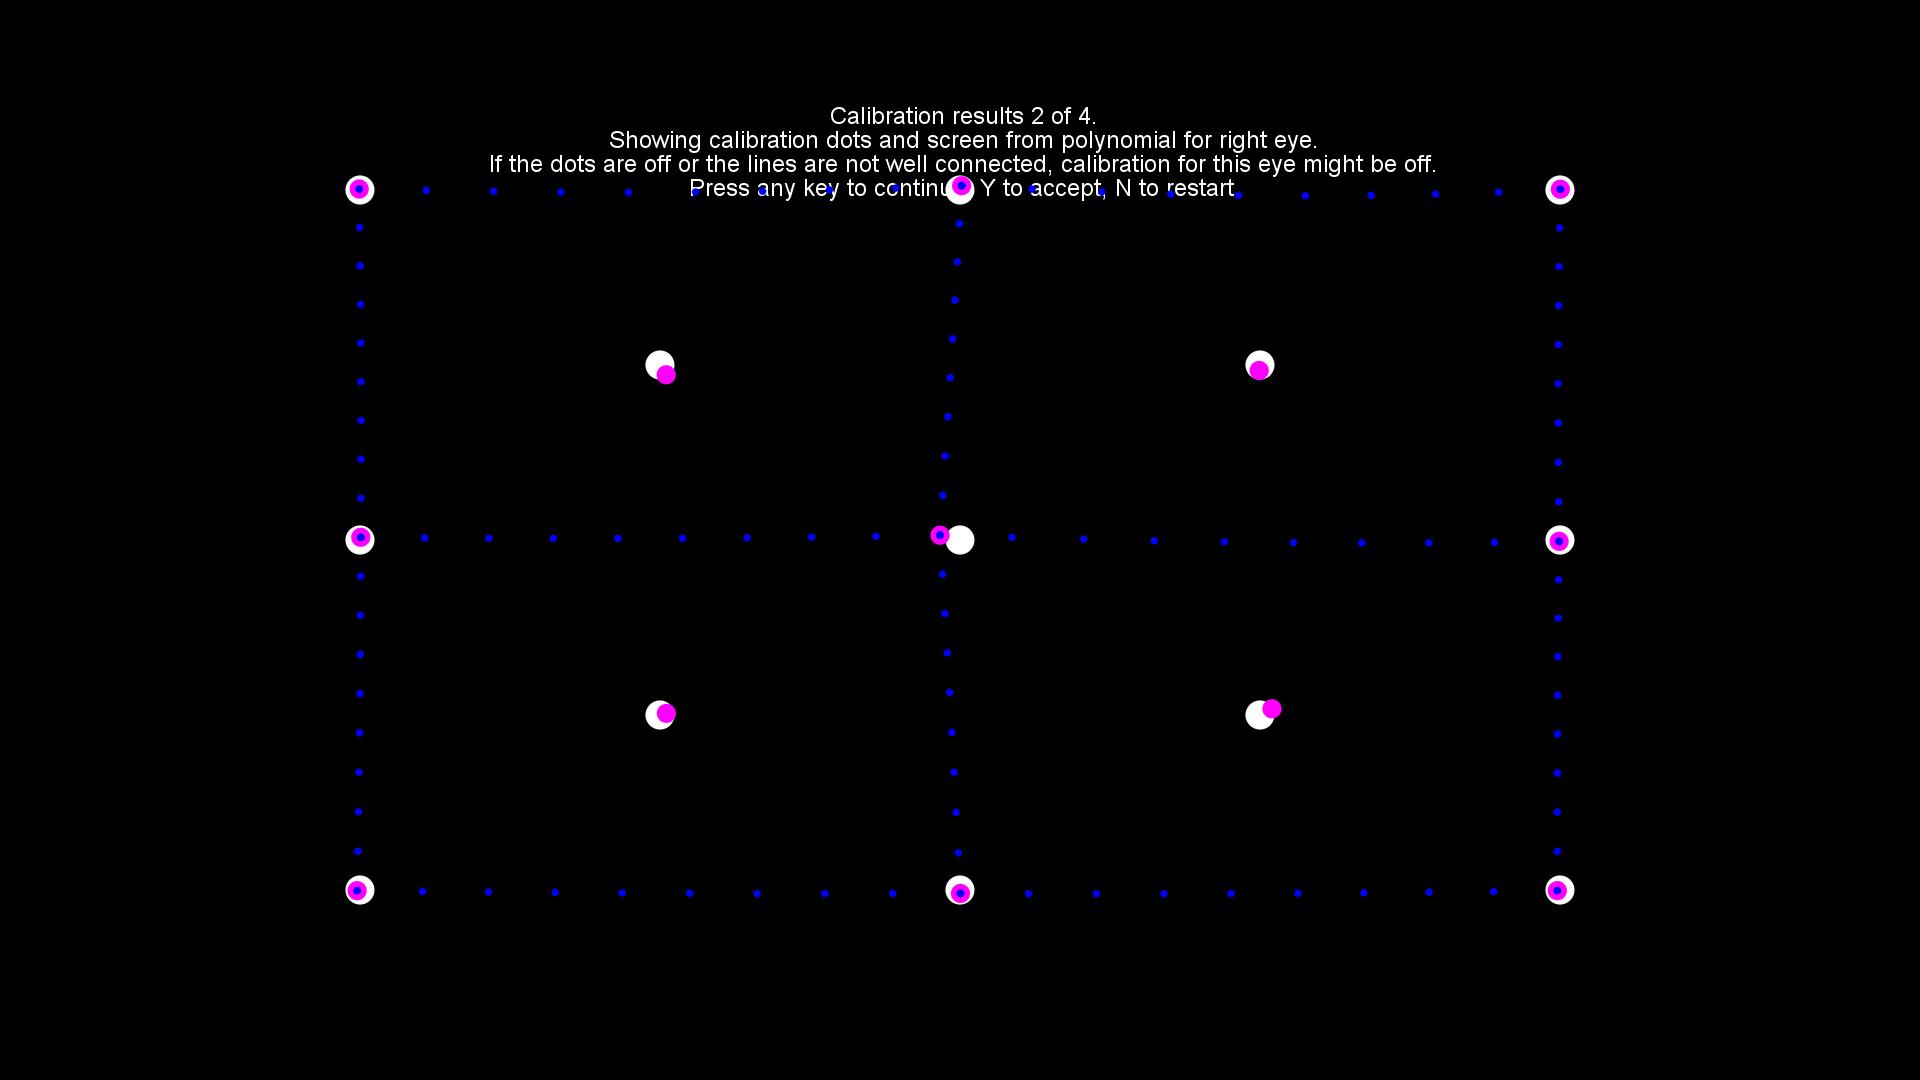 Calibration results 2 of 4.
Showing calibration dots and screen from polynomial for right eye.
If the dots are off or the lines are not well connected, calibration for this eye might be off.
Press any key to continue, Y to accept, N to restart.